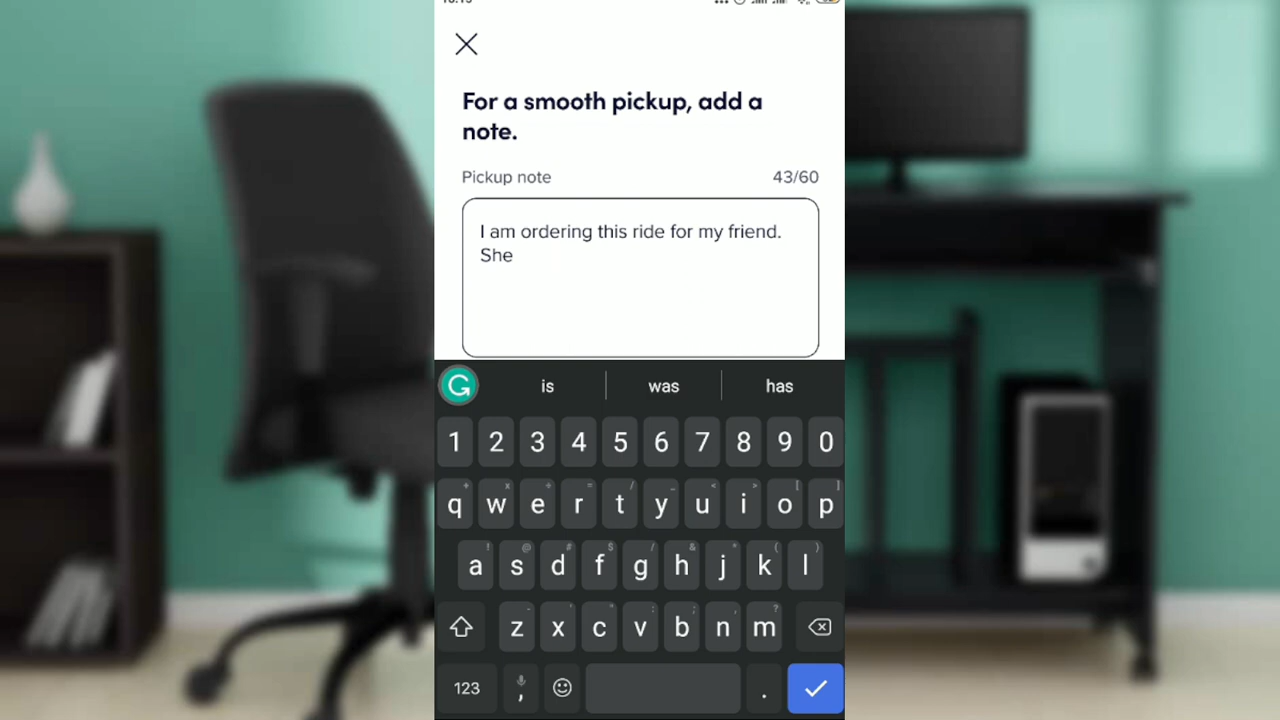 For a smooth pickup, add a
note.
Pickup note 43/60
I am ordering this ride for my friend.
She
is was has
1 2 3 4 5 6 7 8 9 0
q w e r t y u i o p
a s d f g h j k l
z x c v b n m
123 , .